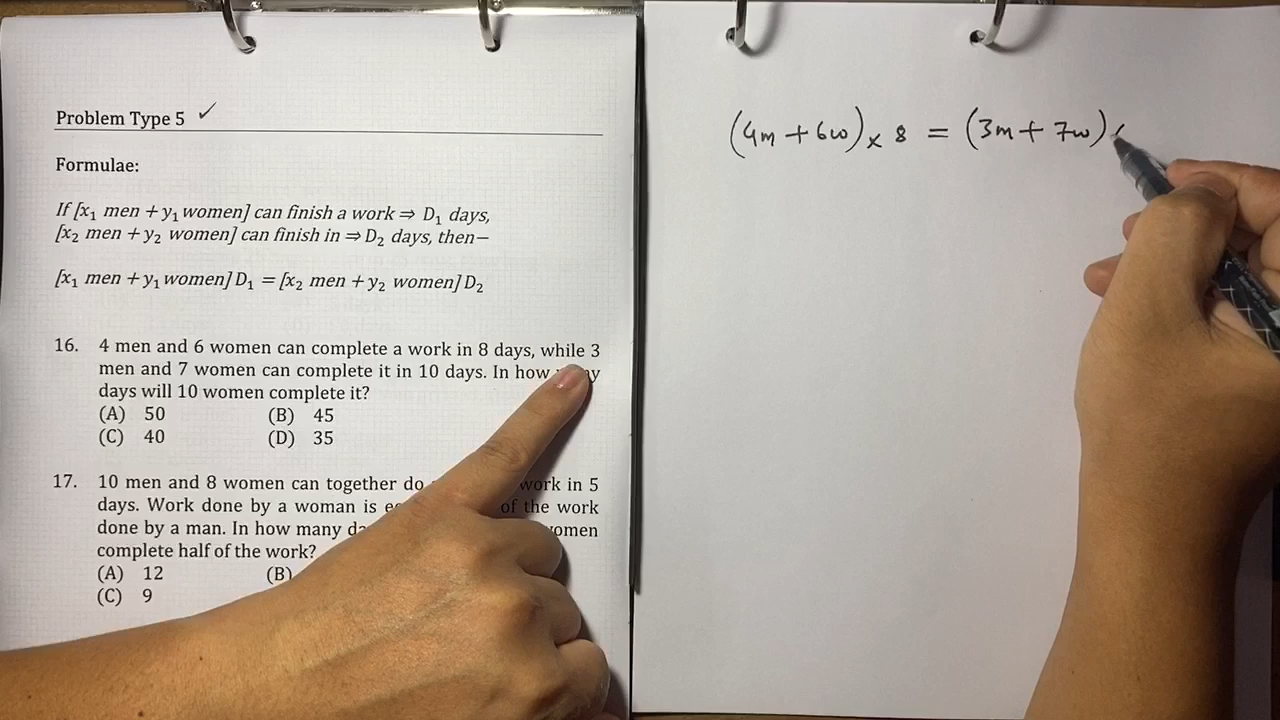 Problem Type 5 ✓
Formulae:
If [x₁ men + y₁ women] can finish a work ⇒ D₁ days,
[x₂ men + y₂ women] can finish in ⇒ D₂ days, then−
[x₁ men + y₁ women] D₁ = [x₂ men + y₂ women] D₂
16. 4 men and 6 women can complete a work in 8 days, while 3
men and 7 women can complete it in 10 days. In how
days will 10 women complete it?
(A) 50 (B) 45
(C) 40 (D) 35
17. 10 men and 8 women can together do work in 5
days. Work done by a woman is of the work
done by a man. In how many
complete half of the work?
(A) 12 (B)
(C) 9
(4m + 6w) × 8 = (3m + 7w)